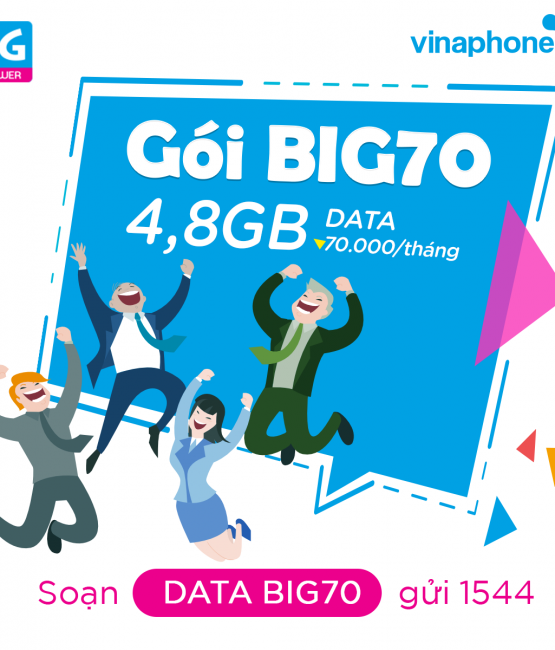 vinaphone
Gói BIG70
4,8GB DATA
70.000/tháng
Soạn DATA BIG70 gửi 1544